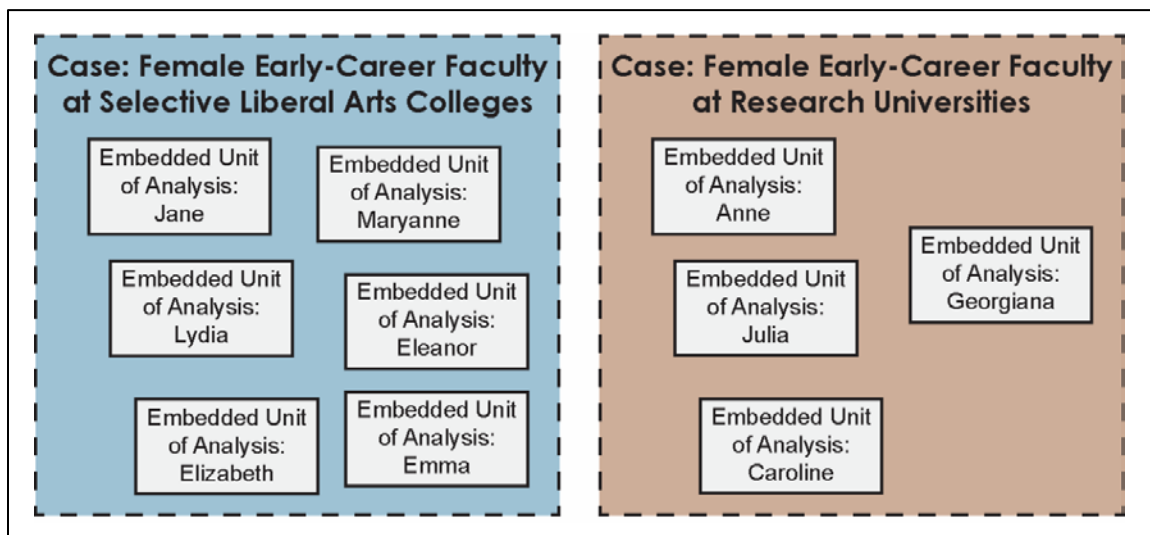 Case: Female Early-Career Faculty
at Selective Liberal Arts Colleges
Embedded Unit
of Analysis:
Jane
Embedded Unit
of Analysis:
Maryanne
Embedded Unit
of Analysis:
Lydia
Embedded Unit
of Analysis:
Eleanor
Embedded Unit
of Analysis:
Elizabeth
Embedded Unit
of Analysis:
Emma
Case: Female Early-Career Faculty
at Research Universities
Embedded Unit
of Analysis:
Anne
Embedded Unit
of Analysis:
Georgiana
Embedded Unit
of Analysis:
Julia
Embedded Unit
of Analysis:
Caroline